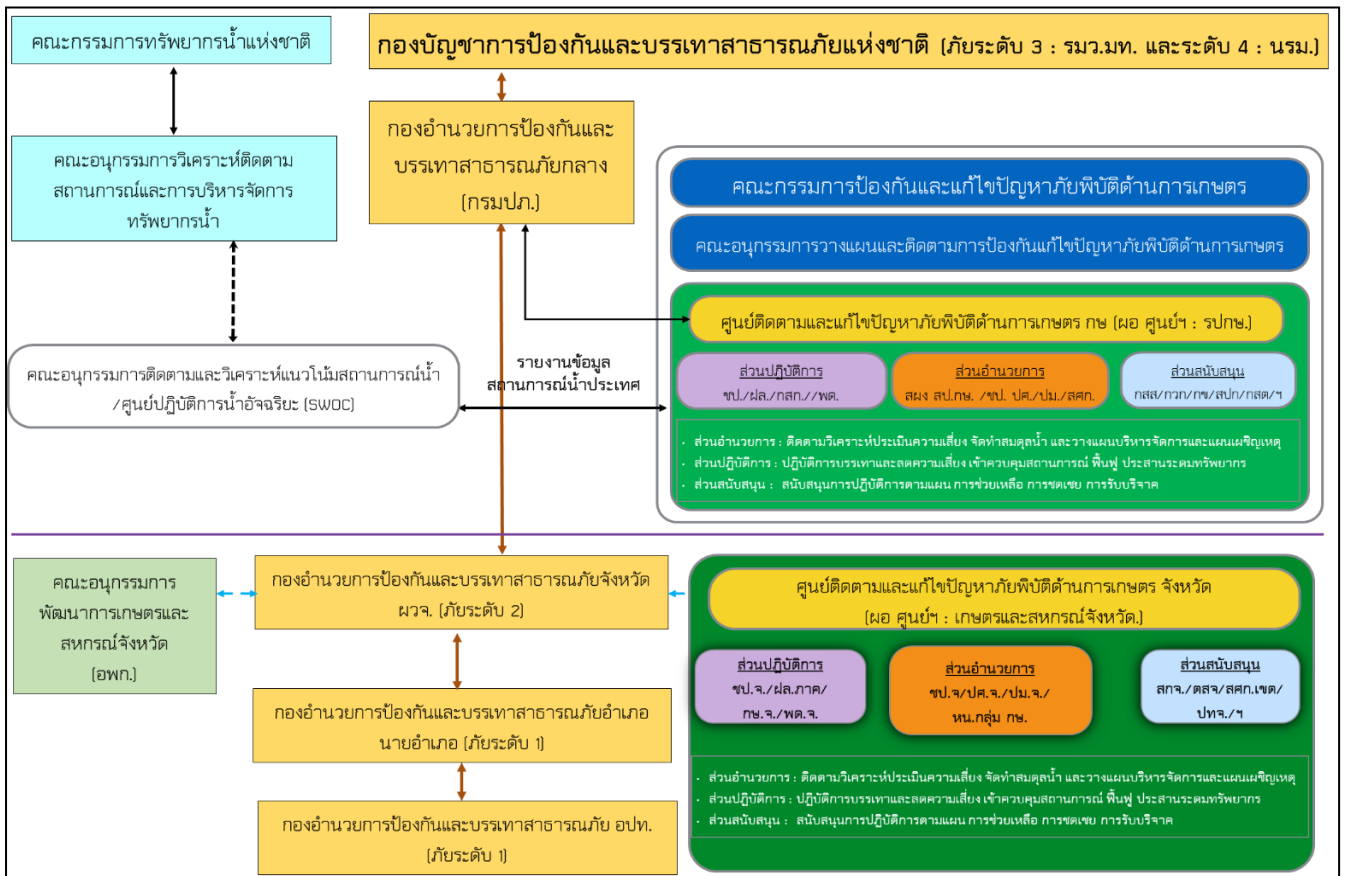 คณะกรรมการทรัพยากรน้ำแห่งชาติ
กองบัญชาการป้องกันและบรรเทาสาธารณภัยแห่งชาติ (ภัยระดับ 3 : รมว.มท. และระดับ 4 : นรม.)
คณะอนุกรรมการวิเคราะห์ติดตาม
สถานการณ์และการบริหารจัดการ
ทรัพยากรน้ำ
กองอำนวยการป้องกันและ
บรรเทาสาธารณภัยกลาง
(กรมปภ.)
คณะกรรมการป้องกันและแก้ไขปัญหาภัยพิบัติด้านการเกษตร
คณะอนุกรรมการวางแผนและติดตามการป้องกันแก้ไขปัญหาภัยพิบัติด้านการเกษตร
ศูนย์ติดตามและแก้ไขปัญหาภัยพิบัติด้านการเกษตร กษ (ผอ ศูนย์ฯ : รปกษ.)
ส่วนปฏิบัติการ
ชป./ฝล./กสก.//พด.
ส่วนอำนวยการ
สผง สป.กษ. /ชป. ปศ./ปม./สศก.
ส่วนสนับสนุน
กสส/กวก/กข/สปก/กสต/ฯ
· ส่วนอำนวยการ : ติดตามวิเคราะห์ประเมินความเสี่ยง จัดทำสมดุลน้ำ และวางแผนบริหารจัดการและแผนเผชิญเหตุ
· ส่วนปฏิบัติการ : ปฏิบัติการบรรเทาและลดความเสี่ยง เข้าควบคุมสถานการณ์ ฟื้นฟู ประสานระดมทรัพยากร
· ส่วนสนับสนุน : สนับสนุนการปฏิบัติการตามแผน การช่วยเหลือ การชดเชย การรับบริจาค
คณะอนุกรรมการติดตามและวิเคราะห์แนวโน้มสถานการณ์น้ำ
/ศูนย์ปฏิบัติการน้ำอัจฉริยะ (SWOC)
รายงานข้อมูล
สถานการณ์น้ำประเทศ
คณะอนุกรรมการ
พัฒนาการเกษตรและ
สหกรณ์จังหวัด
(อพก.)
กองอำนวยการป้องกันและบรรเทาสาธารณภัยจังหวัด
ผวจ. (ภัยระดับ 2)
กองอำนวยการป้องกันและบรรเทาสาธารณภัยอำเภอ
นายอำเภอ (ภัยระดับ 1)
กองอำนวยการป้องกันและบรรเทาสาธารณภัย อปท.
(ภัยระดับ 1)
ศูนย์ติดตามและแก้ไขปัญหาภัยพิบัติด้านการเกษตร จังหวัด
(ผอ ศูนย์ฯ : เกษตรและสหกรณ์จังหวัด.)
ส่วนปฏิบัติการ
ชป.จ./ฝล.ภาค/
กษ.จ./พด.จ.
ส่วนอำนวยการ
ชป.จ/ปศ.จ./ปม.จ./
หน.กลุ่ม กษ.
ส่วนสนับสนุน
สกจ./ตสจ/สศก.เขต/
ปทจ./ฯ
· ส่วนอำนวยการ : ติดตามวิเคราะห์ประเมินความเสี่ยง จัดทำสมดุลน้ำ และวางแผนบริหารจัดการและแผนเผชิญเหตุ
· ส่วนปฏิบัติการ : ปฏิบัติการบรรเทาและลดความเสี่ยง เข้าควบคุมสถานการณ์ ฟื้นฟู ประสานระดมทรัพยากร
· ส่วนสนับสนุน : สนับสนุนการปฏิบัติการตามแผน การช่วยเหลือ การชดเชย การรับบริจาค